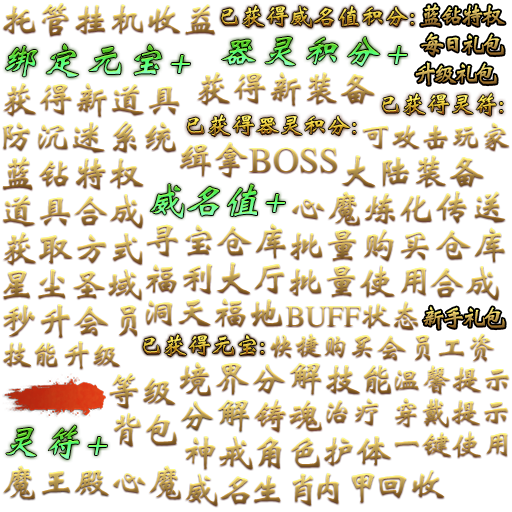 托管挂机收益
已获得威名值积分:
蓝钻特权
绑定元宝+
器灵积分+
每日礼包
升级礼包
获得新道具
获得新装备
已获得灵符:
防沉迷系统
已获得器灵积分:
可攻击玩家
缉拿BOSS
蓝钻特权
大陆装备
道具合成
威名值+
心魔炼化
传送
获取方式
寻宝仓库
批量购买
仓库
星尘圣域
福利大厅
批量使用
合成
秒升会员
洞天福地
BUFF状态
新手礼包
技能升级
已获得元宝:
快捷购买
会员工资
等级
境界
分解技能
温馨提示
分解铸魂
治疗
穿戴提示
灵符+
背包
神戒
角色
护体
一键使用
魔王殿
心魔
威名
生肖
内甲
回收